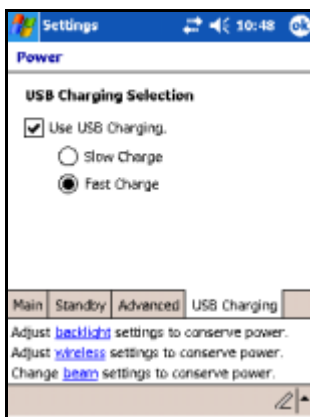 Settings 10:48 ok
Power
USB Charging Selection
Use USB Charging.
Slow Charge
Fast Charge
Main Standby Advanced USB Charging
Adjust backlight settings to conserve power.
Adjust wireless settings to conserve power.
Change beam settings to conserve power.